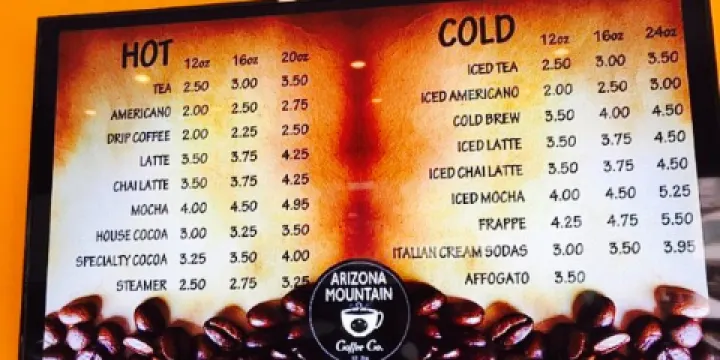 HOT 12oz 16oz 20oz
TEA 2.50 3.00 3.50
AMERICANO 2.00 2.50 2.75
DRIP COFFEE 2.00 2.25 2.50
LATTE 3.50 3.75 4.25
CHAI LATTE 3.50 3.75 4.25
MOCHA 4.00 4.50 4.95
HOUSE COCOA 3.00 3.25 3.50
SPECIALTY COCOA 3.25 3.50 4.00
STEAMER 2.50 2.75 3.25
COLD 12oz 16oz 24oz
ICED TEA 2.50 3.00 3.50
ICED AMERICANO 2.00 2.50 3.00
COLD BREW 3.50 4.00 4.50
ICED LATTE 3.50 3.75 4.50
ICED CHAI LATTE 3.50 3.75 4.50
ICED MOCHA 4.00 4.50 5.25
FRAPPE 4.25 4.75 5.50
ITALIAN CREAM SODAS 3.00 3.50 3.95
AFFOGATO 3.50
ARIZONA
MOUNTAIN
Coffee Co.